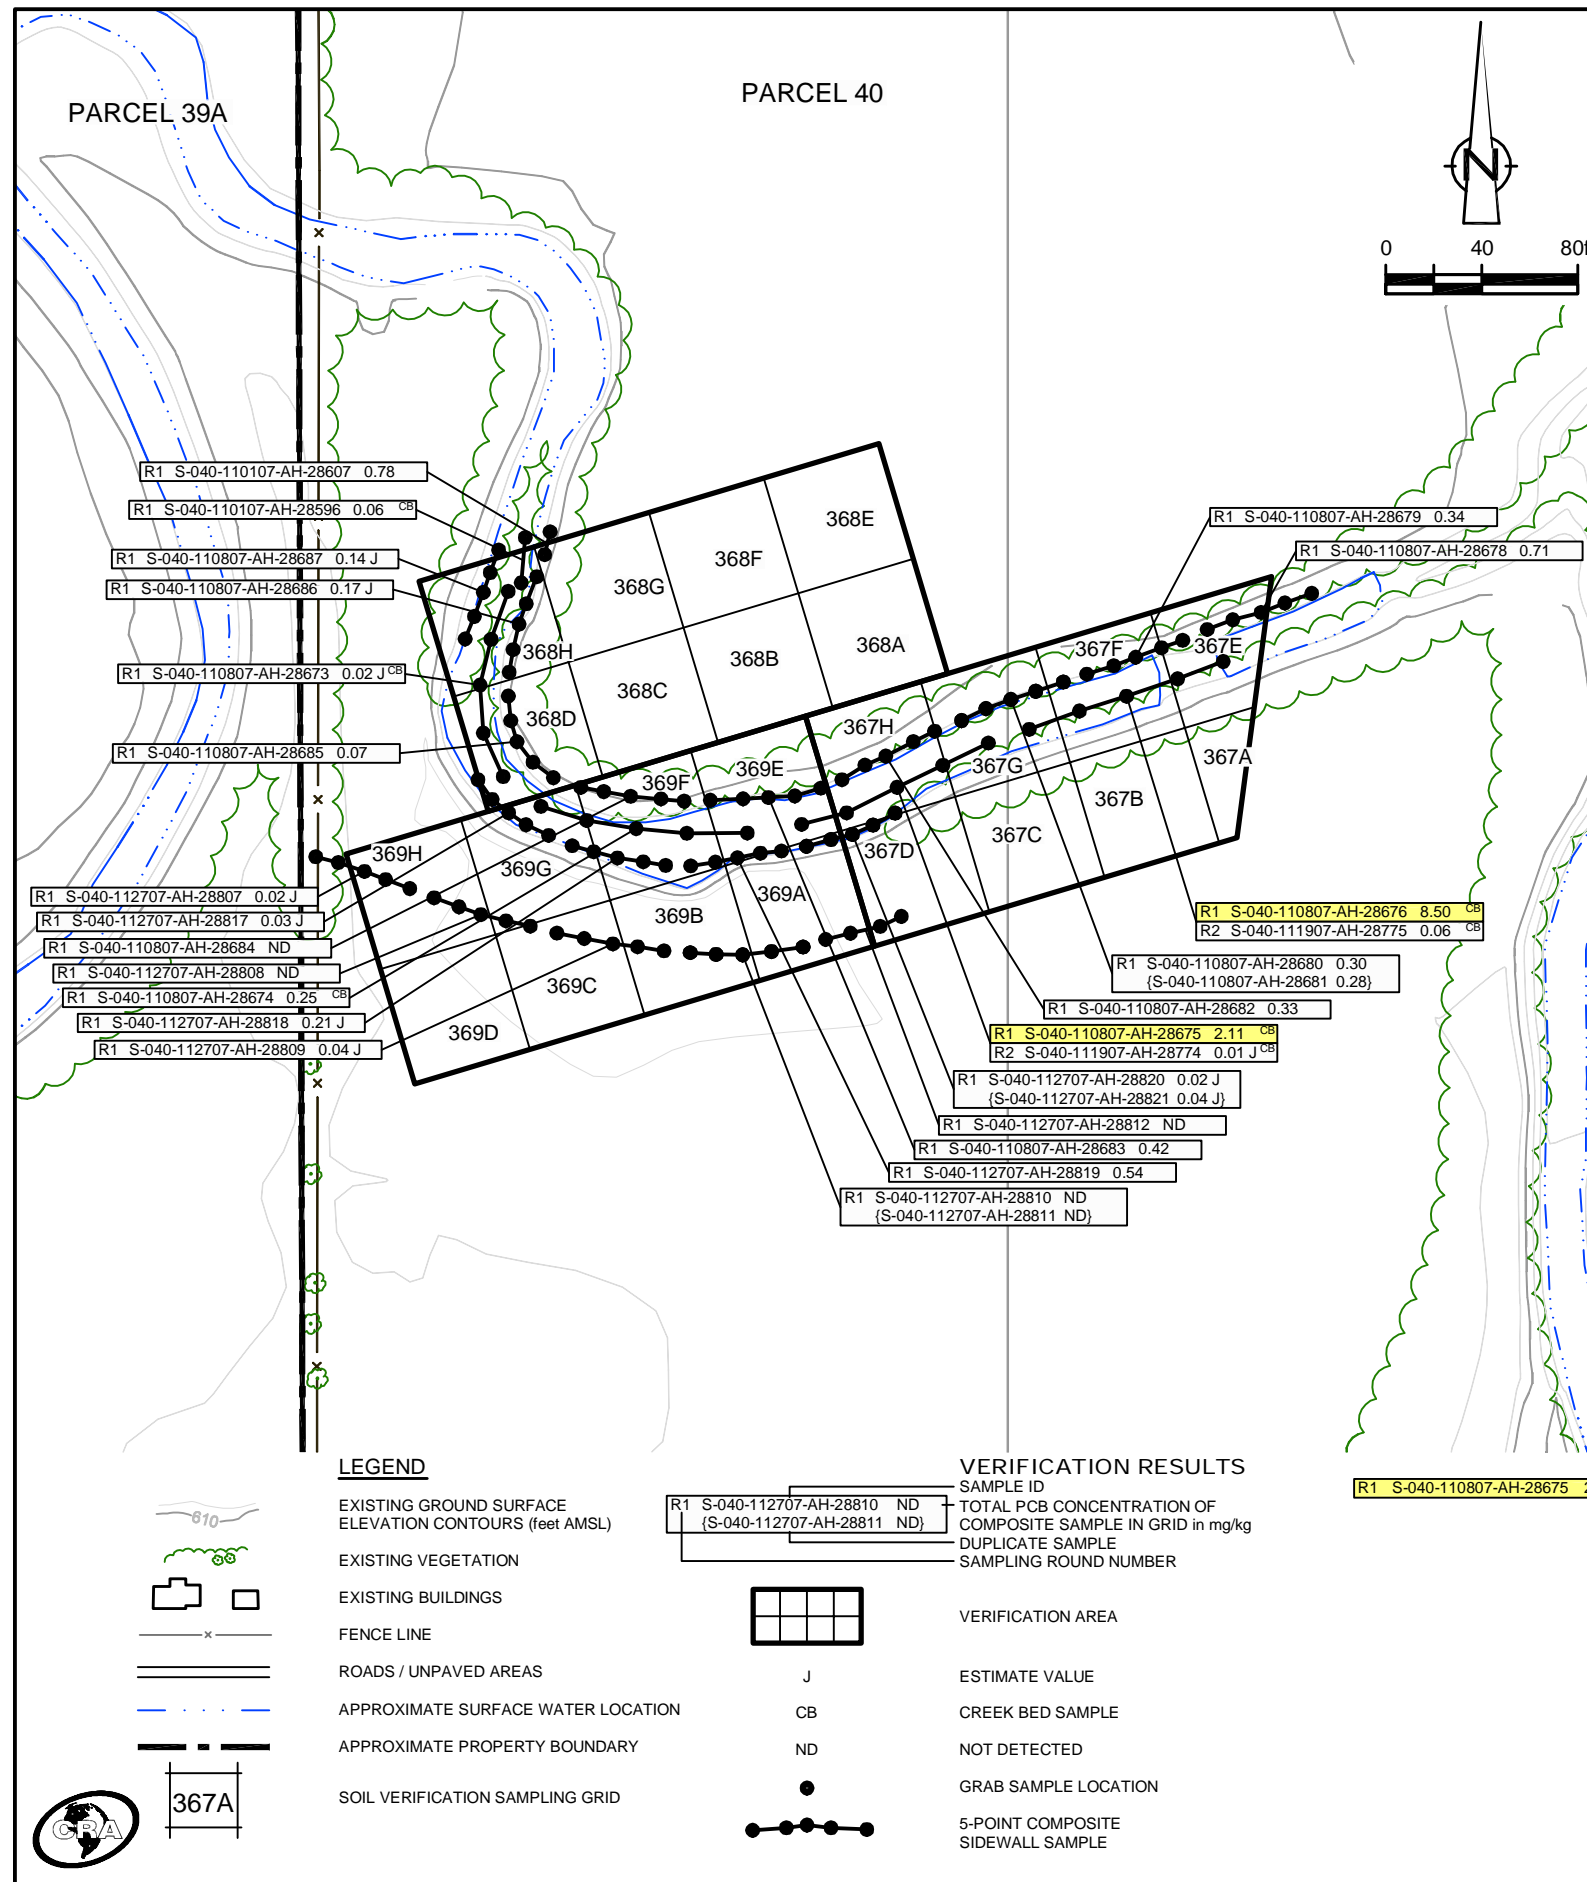 PARCEL 39A
PARCEL 40
N
0 40 80f
R1 S-040-110107-AH-28607 0.78
R1 S-040-110107-AH-28596 0.06 CB
R1 S-040-110807-AH-28687 0.14 J
R1 S-040-110807-AH-28686 0.17 J
R1 S-040-110807-AH-28673 0.02 J CB
R1 S-040-110807-AH-28685 0.07
R1 S-040-110807-AH-28679 0.34
R1 S-040-110807-AH-28678 0.71
368E
368F
368G
368H
368A
368B
368C
368D
367E
367F
367H
367G
367A
367B
367C
367D
369E
369F
369H
369G
369A
369B
369C
369D
R1 S-040-112707-AH-28807 0.02 J
R1 S-040-112707-AH-28817 0.03 J
R1 S-040-110807-AH-28684 ND
R1 S-040-112707-AH-28808 ND
R1 S-040-110807-AH-28674 0.25 CB
R1 S-040-112707-AH-28818 0.21 J
R1 S-040-112707-AH-28809 0.04 J
R1 S-040-110807-AH-28676 8.50 CB
R2 S-040-111907-AH-28775 0.06 CB
R1 S-040-110807-AH-28680 0.30
{S-040-110807-AH-28681 0.28}
R1 S-040-110807-AH-28682 0.33
R1 S-040-110807-AH-28675 2.11 CB
R2 S-040-111907-AH-28774 0.01 J CB
R1 S-040-112707-AH-28820 0.02 J
{S-040-112707-AH-28821 0.04 J}
R1 S-040-112707-AH-28812 ND
R1 S-040-110807-AH-28683 0.42
R1 S-040-112707-AH-28819 0.54
R1 S-040-112707-AH-28810 ND
{S-040-112707-AH-28811 ND}
LEGEND
610
EXISTING GROUND SURFACE
ELEVATION CONTOURS (feet AMSL)
EXISTING VEGETATION
EXISTING BUILDINGS
FENCE LINE
ROADS / UNPAVED AREAS
APPROXIMATE SURFACE WATER LOCATION
APPROXIMATE PROPERTY BOUNDARY
367A
SOIL VERIFICATION SAMPLING GRID
CRA
VERIFICATION RESULTS
R1 S-040-112707-AH-28810 ND
{S-040-112707-AH-28811 ND}
SAMPLE ID
TOTAL PCB CONCENTRATION OF
COMPOSITE SAMPLE IN GRID in mg/kg
DUPLICATE SAMPLE
SAMPLING ROUND NUMBER
VERIFICATION AREA
J ESTIMATE VALUE
CB CREEK BED SAMPLE
ND NOT DETECTED
GRAB SAMPLE LOCATION
5-POINT COMPOSITE
SIDEWALL SAMPLE
R1 S-040-110807-AH-28675